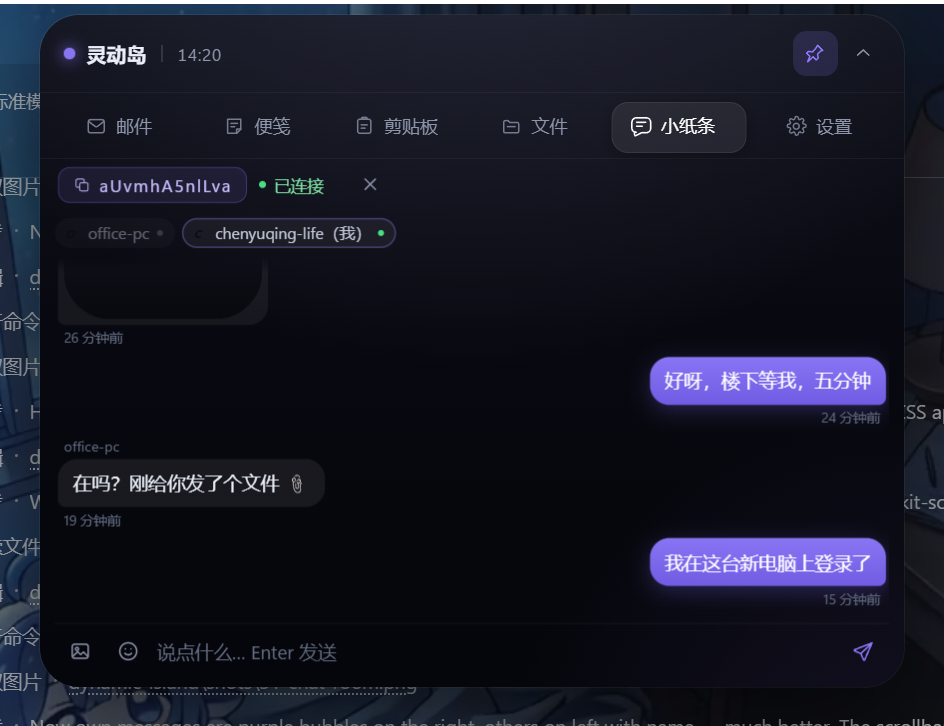 灵动岛 14:20
邮件 便笺 剪贴板 文件 小纸条 设置
aUvmhA5nlLva 已连接
office-pc chenyuqing-life (我)
26 分钟前
好呀，楼下等我，五分钟
24 分钟前
office-pc
在吗？刚给你发了个文件
19 分钟前
我在这台新电脑上登录了
15 分钟前
说点什么... Enter 发送